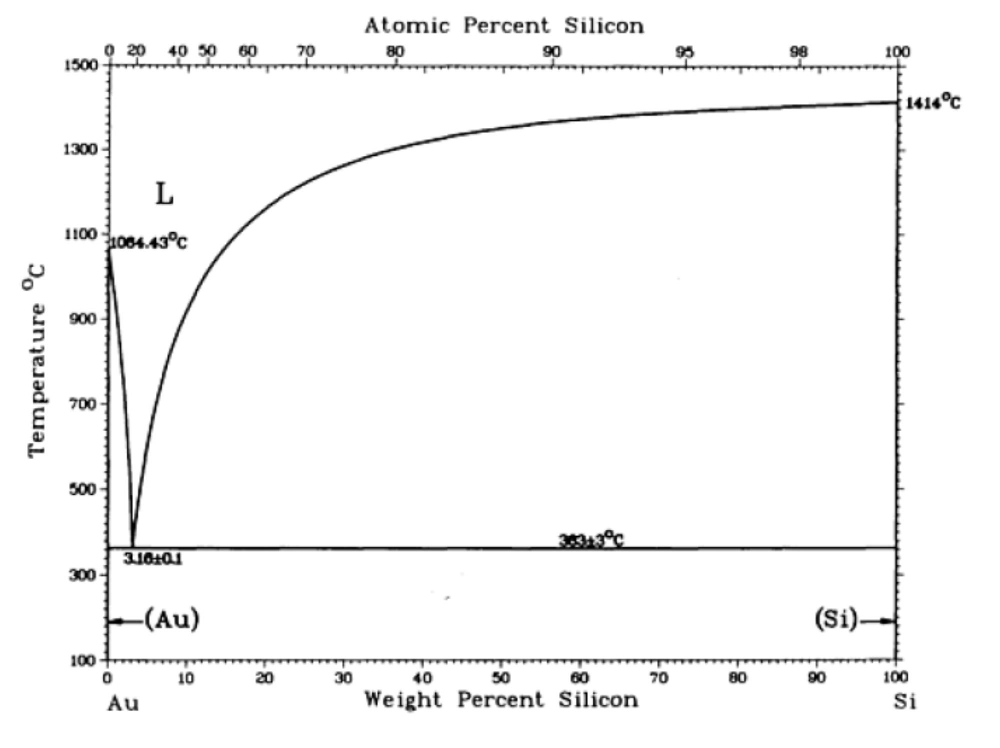 Atomic Percent Silicon
0 20 40 50 60 70 80 90 95 98 100
1500
1414°C
1300
L
1100
1064.43°C
Temperature °C
900
700
500
363±3°C
3.16±0.1
300
(Au) (Si)
100
0 10 20 30 40 50 60 70 80 90 100
Au Weight Percent Silicon Si